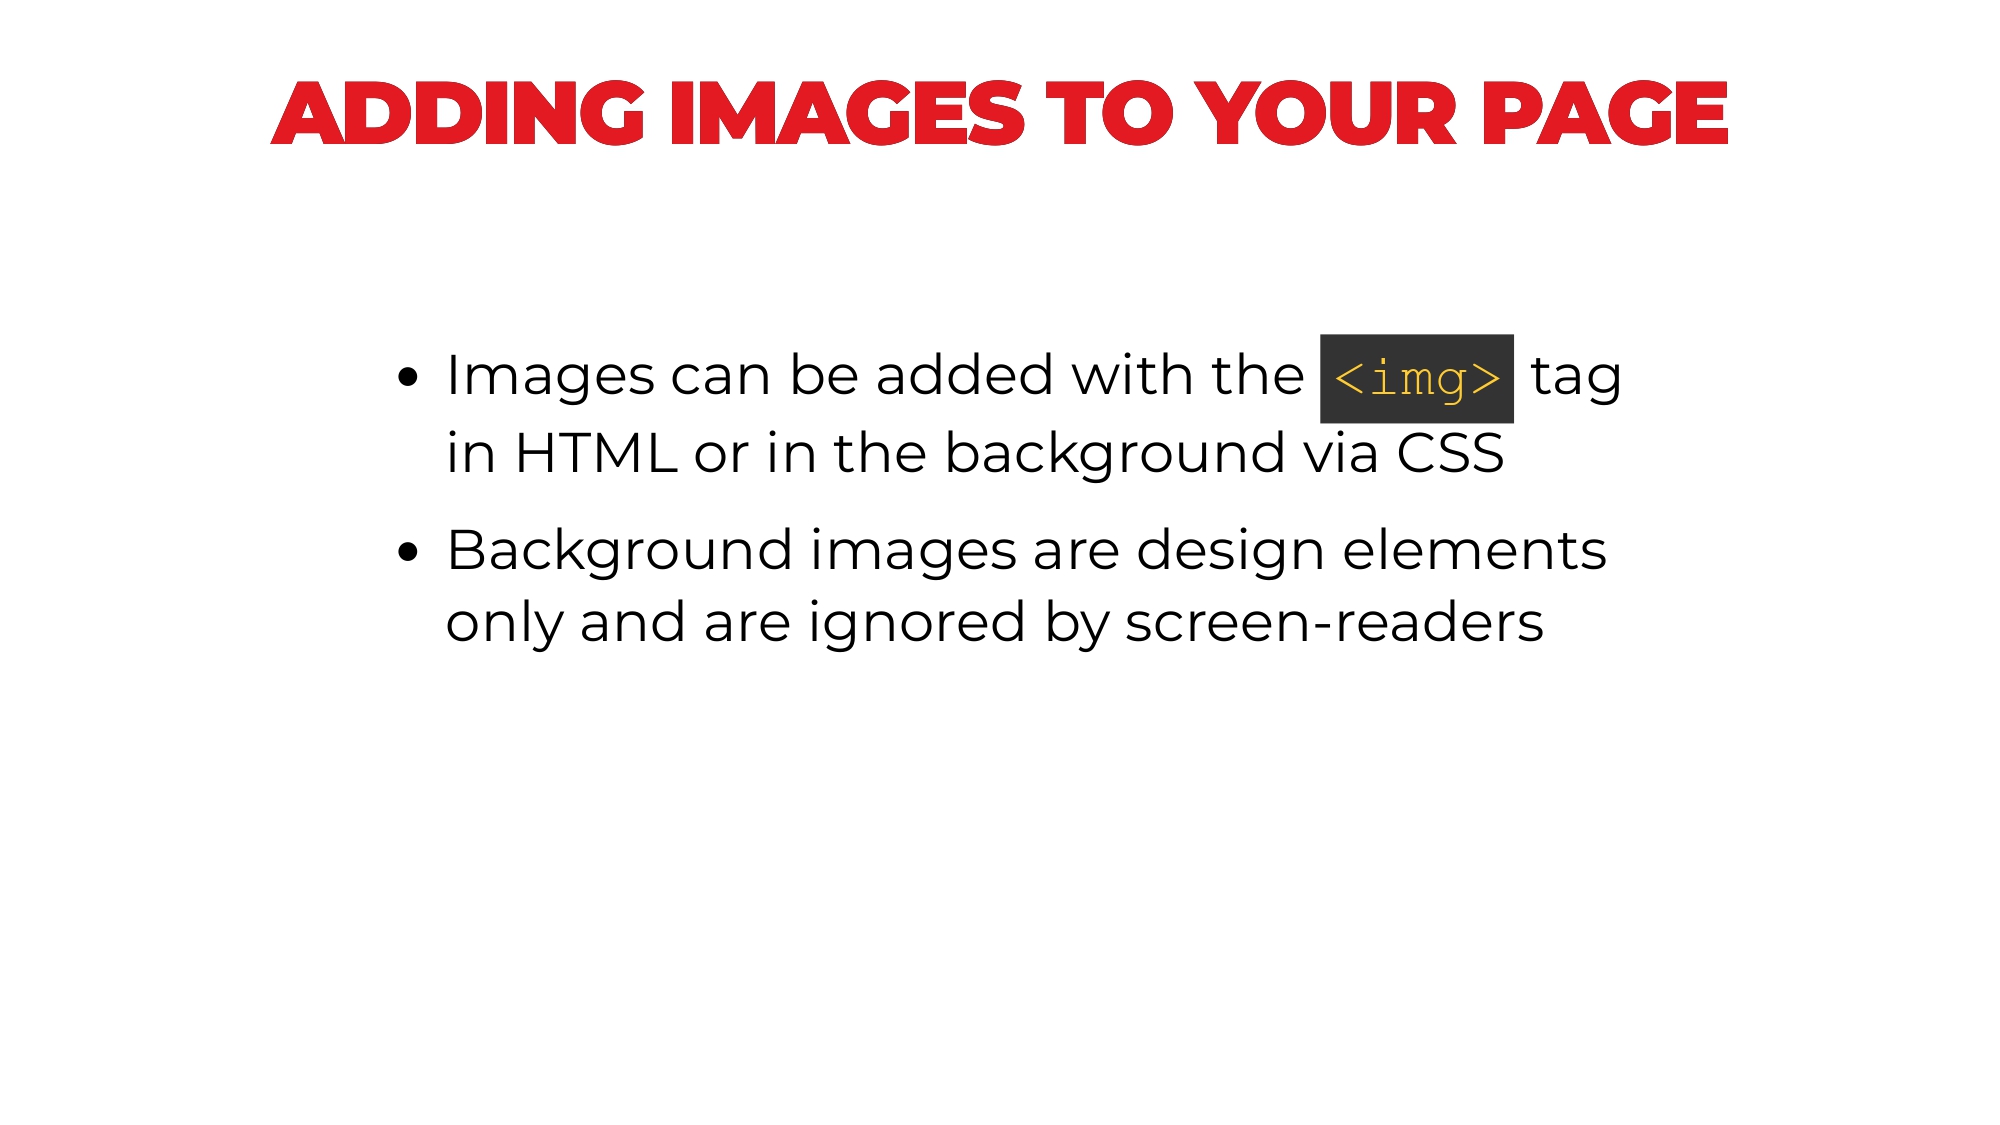 ADDING IMAGES TO YOUR PAGE
• Images can be added with the <img> tag
in HTML or in the background via CSS
• Background images are design elements
only and are ignored by screen-readers